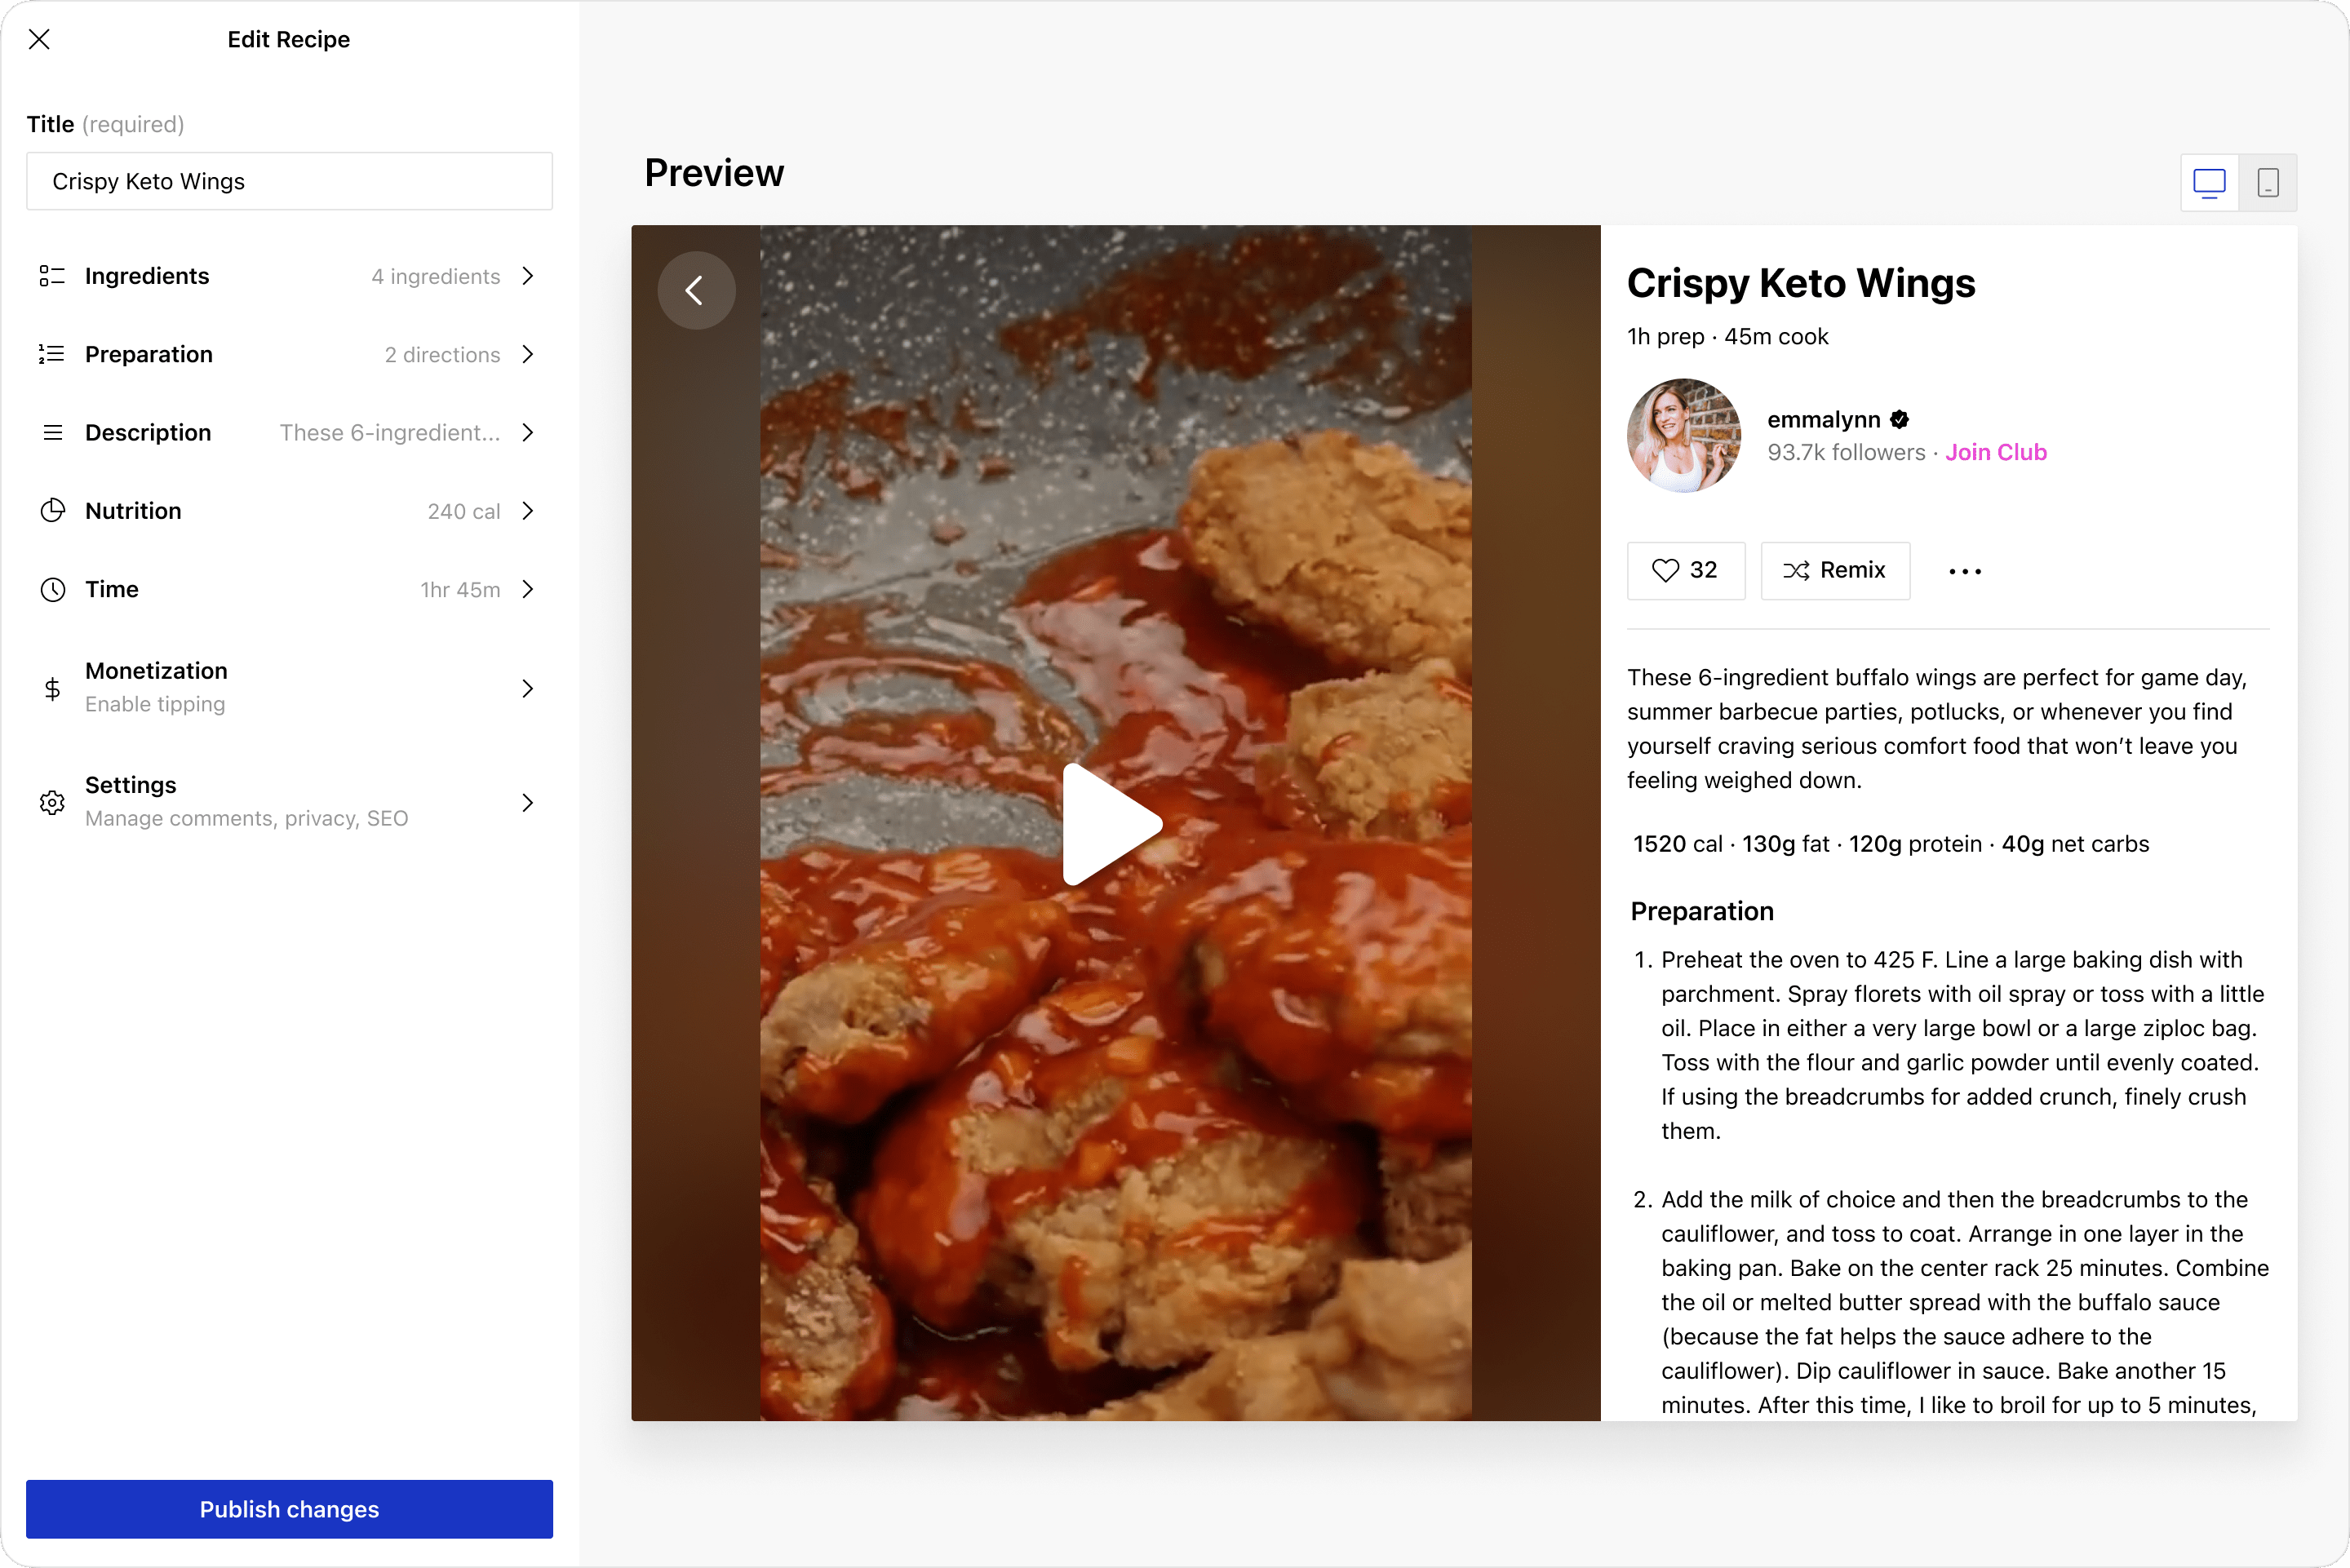 Edit Recipe
Title (required)
Crispy Keto Wings
Ingredients 4 ingredients
Preparation 2 directions
Description These 6-ingredient...
Nutrition 240 cal
Time 1hr 45m
Monetization
Enable tipping
Settings
Manage comments, privacy, SEO
Publish changes
Preview
Crispy Keto Wings
1h prep · 45m cook
emmalynn
93.7k followers · Join Club
32 Remix
These 6-ingredient buffalo wings are perfect for game day,
summer barbecue parties, potlucks, or whenever you find
yourself craving serious comfort food that won’t leave you
feeling weighed down.
1520 cal · 130g fat · 120g protein · 40g net carbs
Preparation
1. Preheat the oven to 425 F. Line a large baking dish with
parchment. Spray florets with oil spray or toss with a little
oil. Place in either a very large bowl or a large ziploc bag.
Toss with the flour and garlic powder until evenly coated.
If using the breadcrumbs for added crunch, finely crush
them.
2. Add the milk of choice and then the breadcrumbs to the
cauliflower, and toss to coat. Arrange in one layer in the
baking pan. Bake on the center rack 25 minutes. Combine
the oil or melted butter spread with the buffalo sauce
(because the fat helps the sauce adhere to the
cauliflower). Dip cauliflower in sauce. Bake another 15
minutes. After this time, I like to broil for up to 5 minutes,